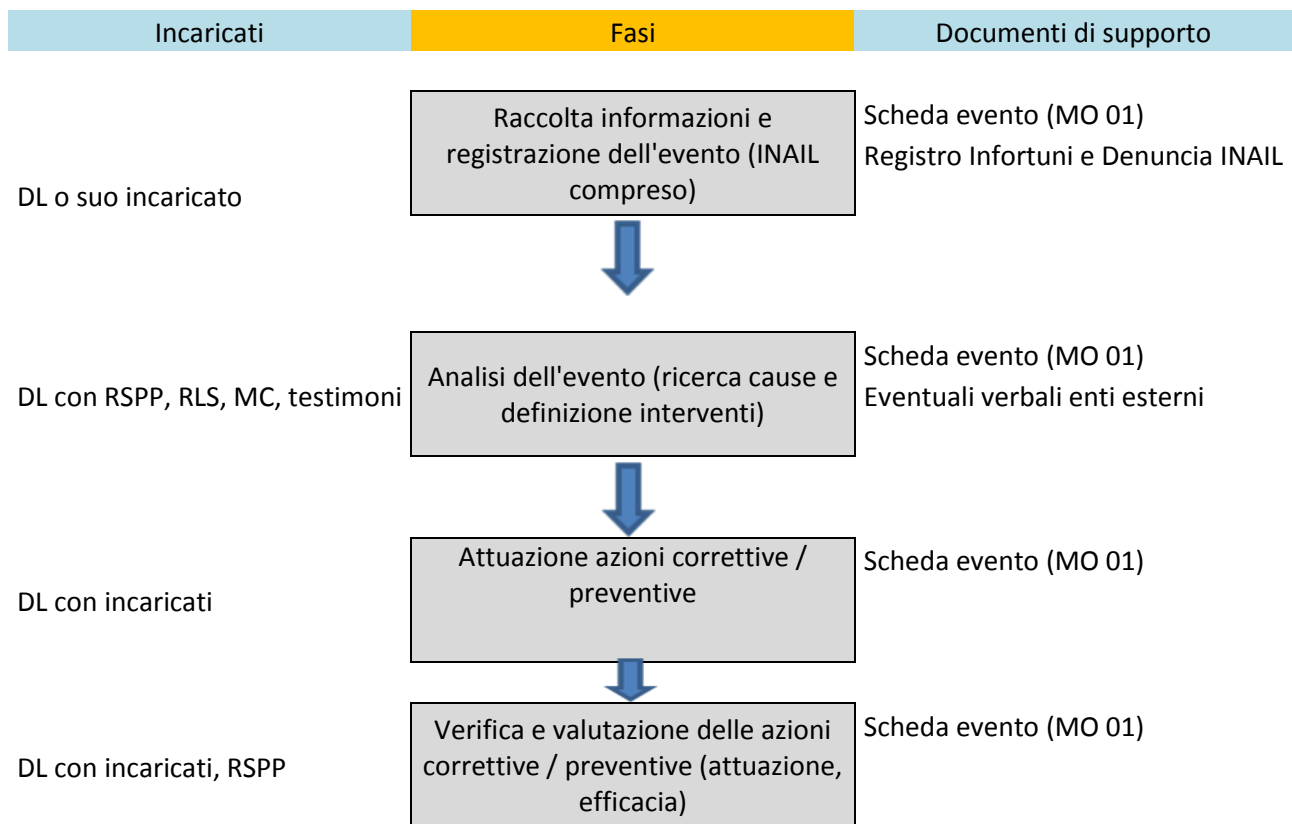 Incaricati Fasi Documenti di supporto
Raccolta informazioni e
registrazione dell'evento (INAIL
compreso)
Scheda evento (MO 01)
Registro Infortuni e Denuncia INAIL
DL o suo incaricato
Analisi dell'evento (ricerca cause e
definizione interventi)
Scheda evento (MO 01)
Eventuali verbali enti esterni
DL con RSPP, RLS, MC, testimoni
Attuazione azioni correttive /
preventive
Scheda evento (MO 01)
DL con incaricati
Verifica e valutazione delle azioni
correttive / preventive (attuazione,
efficacia)
Scheda evento (MO 01)
DL con incaricati, RSPP